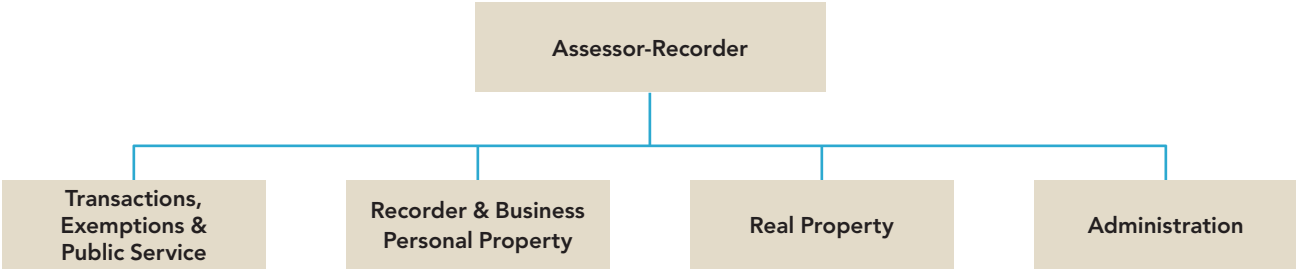 Assessor-Recorder
Transactions,
Exemptions &
Public Service
Recorder & Business
Personal Property
Real Property
Administration